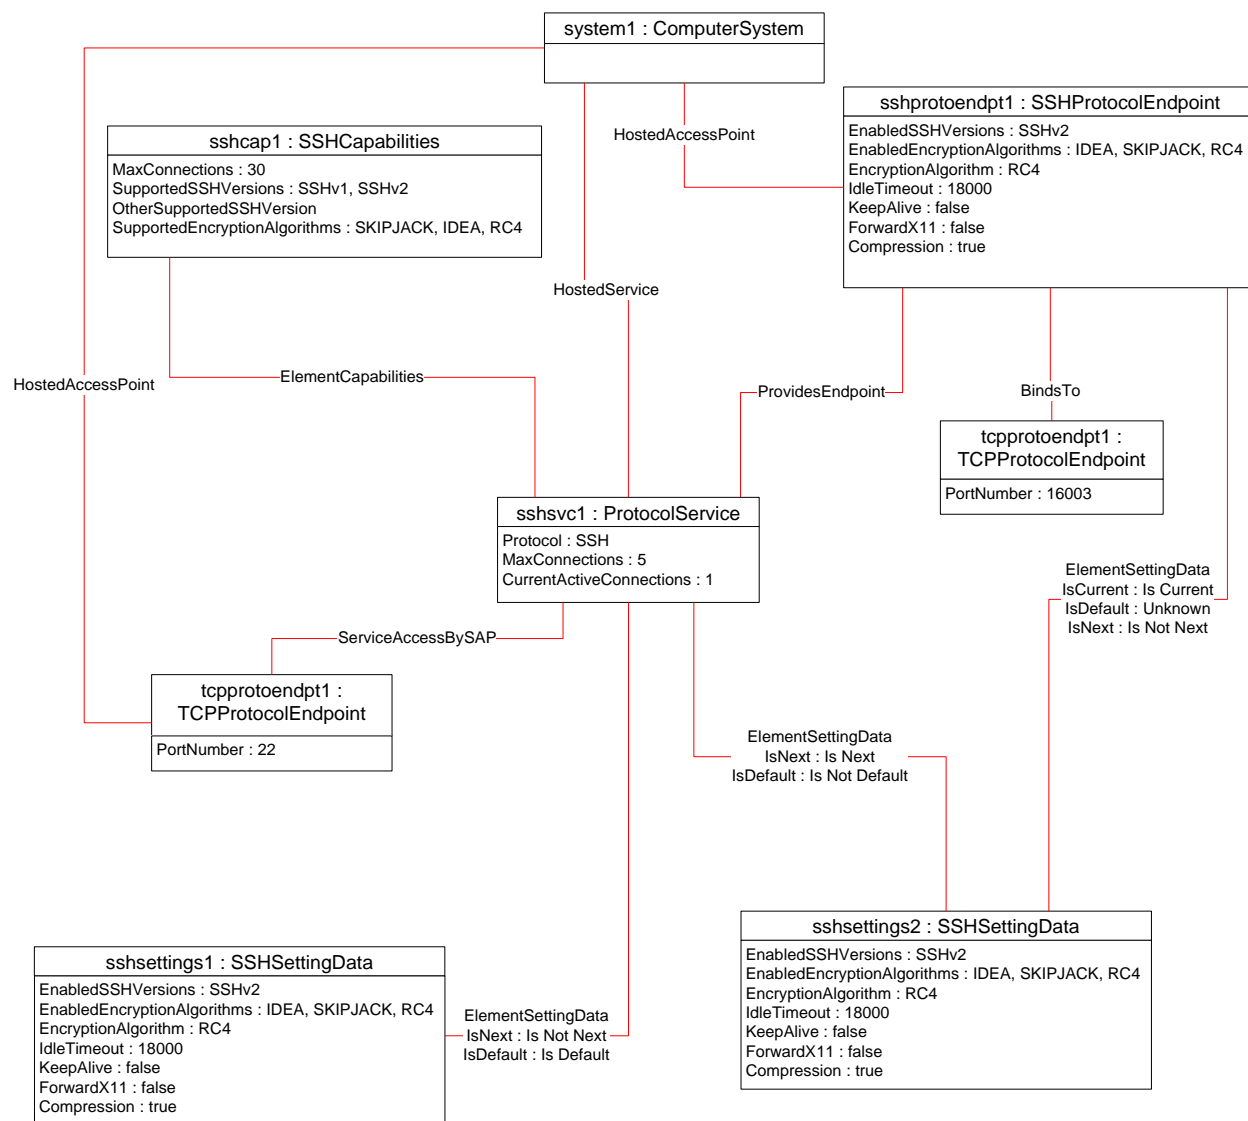 system1 : ComputerSystem
sshprotoendpt1 : SSHProtocolEndpoint
EnabledSSHVersions : SSHv2
EnabledEncryptionAlgorithms : IDEA, SKIPJACK, RC4
EncryptionAlgorithm : RC4
IdleTimeout : 18000
KeepAlive : false
ForwardX11 : false
Compression : true
HostedAccessPoint
sshcap1 : SSHCapabilities
MaxConnections : 30
SupportedSSHVersions : SSHv1, SSHv2
OtherSupportedSSHVersion
SupportedEncryptionAlgorithms : SKIPJACK, IDEA, RC4
HostedService
HostedAccessPoint
ElementCapabilities
ProvidesEndpoint
BindsTo
tcpprotoendpt1 :
TCPProtocolEndpoint
PortNumber : 16003
sshsvc1 : ProtocolService
Protocol : SSH
MaxConnections : 5
CurrentActiveConnections : 1
ElementSettingData
IsCurrent : Is Current
IsDefault : Unknown
IsNext : Is Not Next
ServiceAccessBySAP
tcpprotoendpt1 :
TCPProtocolEndpoint
PortNumber : 22
ElementSettingData
IsNext : Is Next
IsDefault : Is Not Default
sshsettings2 : SSHSettingData
EnabledSSHVersions : SSHv2
EnabledEncryptionAlgorithms : IDEA, SKIPJACK, RC4
EncryptionAlgorithm : RC4
IdleTimeout : 18000
KeepAlive : false
ForwardX11 : false
Compression : true
sshsettings1 : SSHSettingData
EnabledSSHVersions : SSHv2
EnabledEncryptionAlgorithms : IDEA, SKIPJACK, RC4
EncryptionAlgorithm : RC4
IdleTimeout : 18000
KeepAlive : false
ForwardX11 : false
Compression : true
ElementSettingData
IsNext : Is Not Next
IsDefault : Is Default